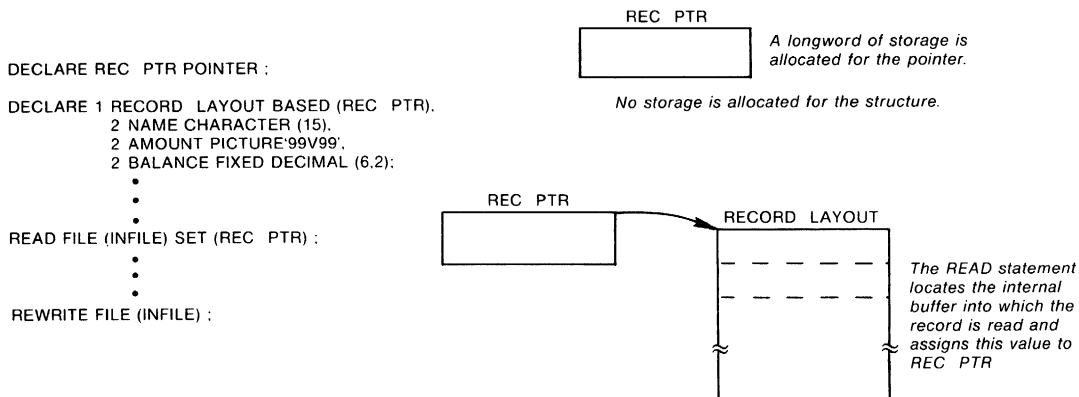 REC PTR
A longword of storage is
allocated for the pointer.
DECLARE REC PTR POINTER ;
No storage is allocated for the structure.
DECLARE 1 RECORD LAYOUT BASED (REC PTR),
2 NAME CHARACTER (15),
2 AMOUNT PICTURE'99V99',
2 BALANCE FIXED DECIMAL (6,2);
REC PTR
RECORD LAYOUT
READ FILE (INFILE) SET (REC PTR) ;
The READ statement
locates the internal
buffer into which the
record is read and
assigns this value to
REC PTR
REWRITE FILE (INFILE) ;